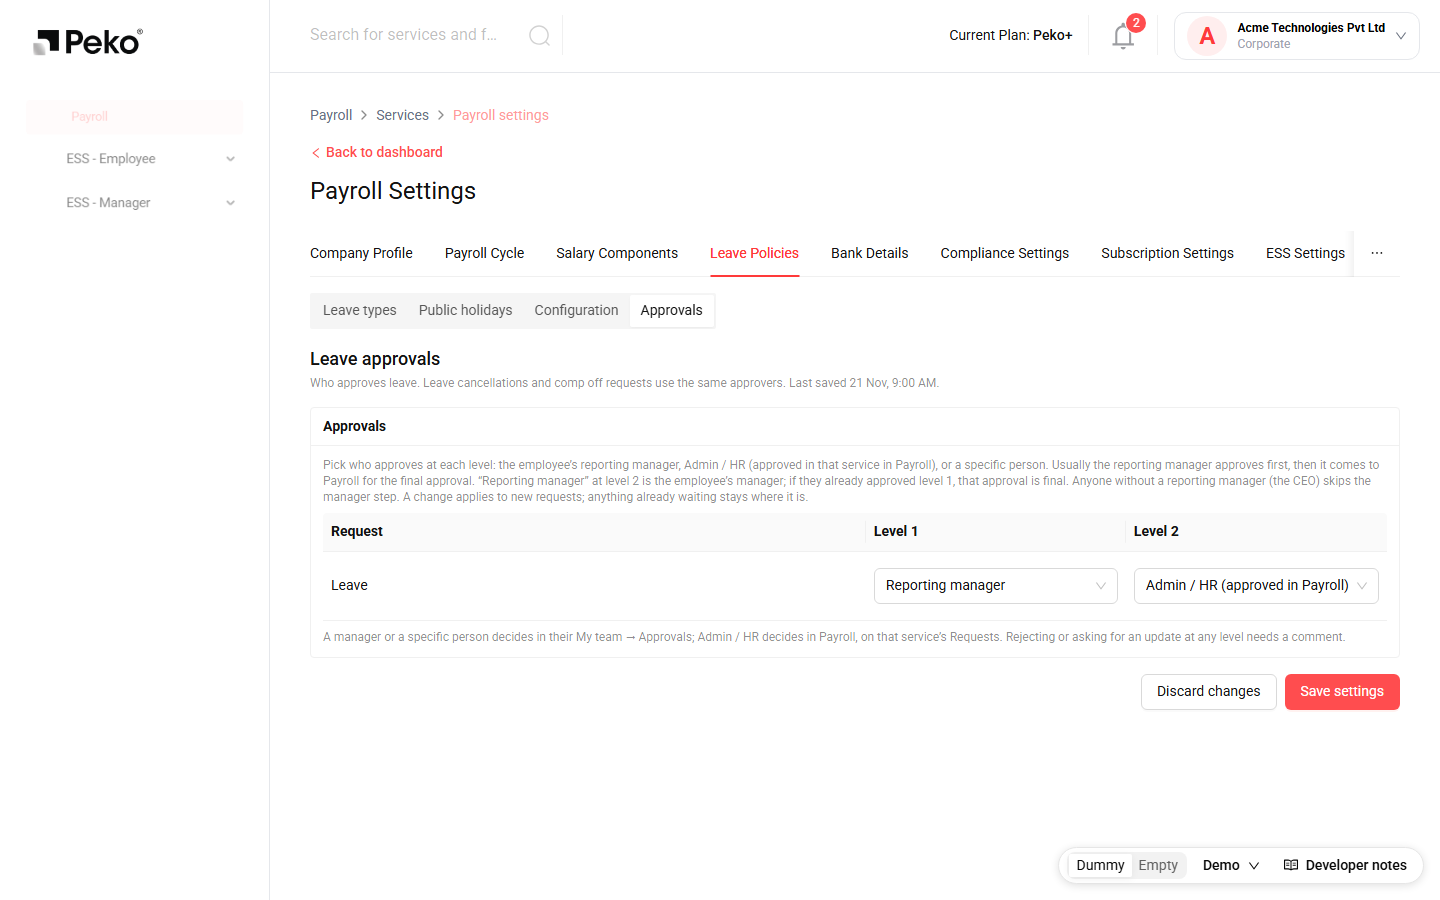 Peko®
Search for services and f...
Current Plan: Peko+
2
A
Acme Technologies Pvt Ltd
Corporate
Payroll
ESS - Employee
ESS - Manager
Payroll > Services > Payroll settings
< Back to dashboard
Payroll Settings
Company Profile Payroll Cycle Salary Components Leave Policies Bank Details Compliance Settings Subscription Settings ESS Settings ...
Leave types Public holidays Configuration Approvals
Leave approvals
Who approves leave. Leave cancellations and comp off requests use the same approvers. Last saved 21 Nov, 9:00 AM.
Approvals
Pick who approves at each level: the employee’s reporting manager, Admin / HR (approved in that service in Payroll), or a specific person. Usually the reporting manager approves first, then it comes to
Payroll for the final approval. “Reporting manager” at level 2 is the employee’s manager; if they already approved level 1, that approval is final. Anyone without a reporting manager (the CEO) skips the
manager step. A change applies to new requests; anything already waiting stays where it is.
Request Level 1 Level 2
Leave Reporting manager Admin / HR (approved in Payroll)
A manager or a specific person decides in their My team → Approvals; Admin / HR decides in Payroll, on that service’s Requests. Rejecting or asking for an update at any level needs a comment.
Discard changes Save settings
Dummy Empty Demo Developer notes